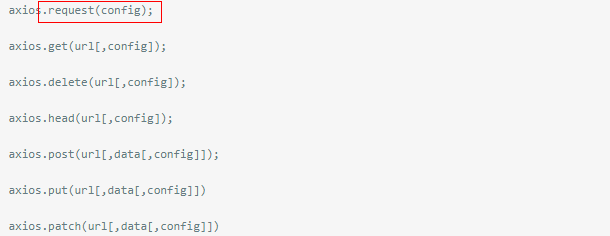 axios.request(config);
axios.get(url[,config]);
axios.delete(url[,config]);
axios.head(url[,config]);
axios.post(url[,data[,config]]);
axios.put(url[,data[,config]])
axios.patch(url[,data[,config]])